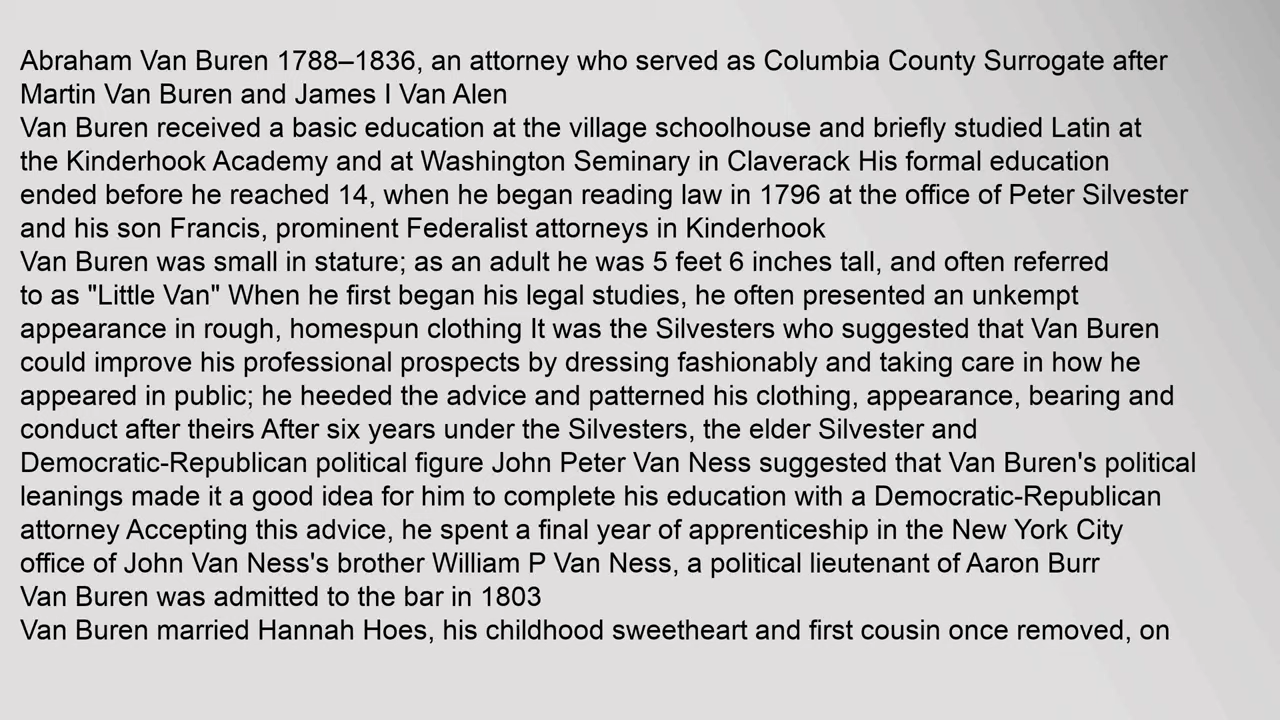 Abraham Van Buren 1788–1836, an attorney who served as Columbia County Surrogate after
Martin Van Buren and James I Van Alen
Van Buren received a basic education at the village schoolhouse and briefly studied Latin at
the Kinderhook Academy and at Washington Seminary in Claverack His formal education
ended before he reached 14, when he began reading law in 1796 at the office of Peter Silvester
and his son Francis, prominent Federalist attorneys in Kinderhook
Van Buren was small in stature; as an adult he was 5 feet 6 inches tall, and often referred
to as "Little Van" When he first began his legal studies, he often presented an unkempt
appearance in rough, homespun clothing It was the Silvesters who suggested that Van Buren
could improve his professional prospects by dressing fashionably and taking care in how he
appeared in public; he heeded the advice and patterned his clothing, appearance, bearing and
conduct after theirs After six years under the Silvesters, the elder Silvester and
Democratic-Republican political figure John Peter Van Ness suggested that Van Buren's political
leanings made it a good idea for him to complete his education with a Democratic-Republican
attorney Accepting this advice, he spent a final year of apprenticeship in the New York City
office of John Van Ness's brother William P Van Ness, a political lieutenant of Aaron Burr
Van Buren was admitted to the bar in 1803
Van Buren married Hannah Hoes, his childhood sweetheart and first cousin once removed, on